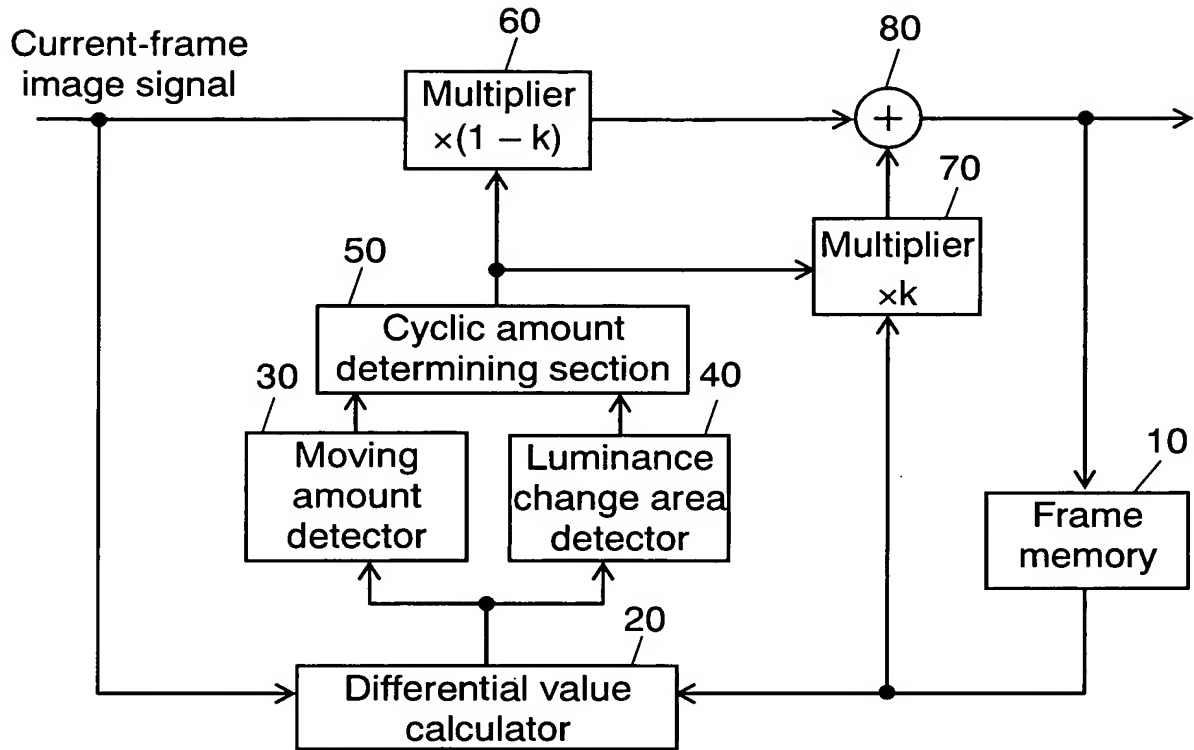 Current-frame
image signal
60
Multiplier
×(1 – k)
80
+
70
Multiplier
×k
50
Cyclic amount
determining section
30
Moving
amount
detector
40
Luminance
change area
detector
10
Frame
memory
20
Differential value
calculator